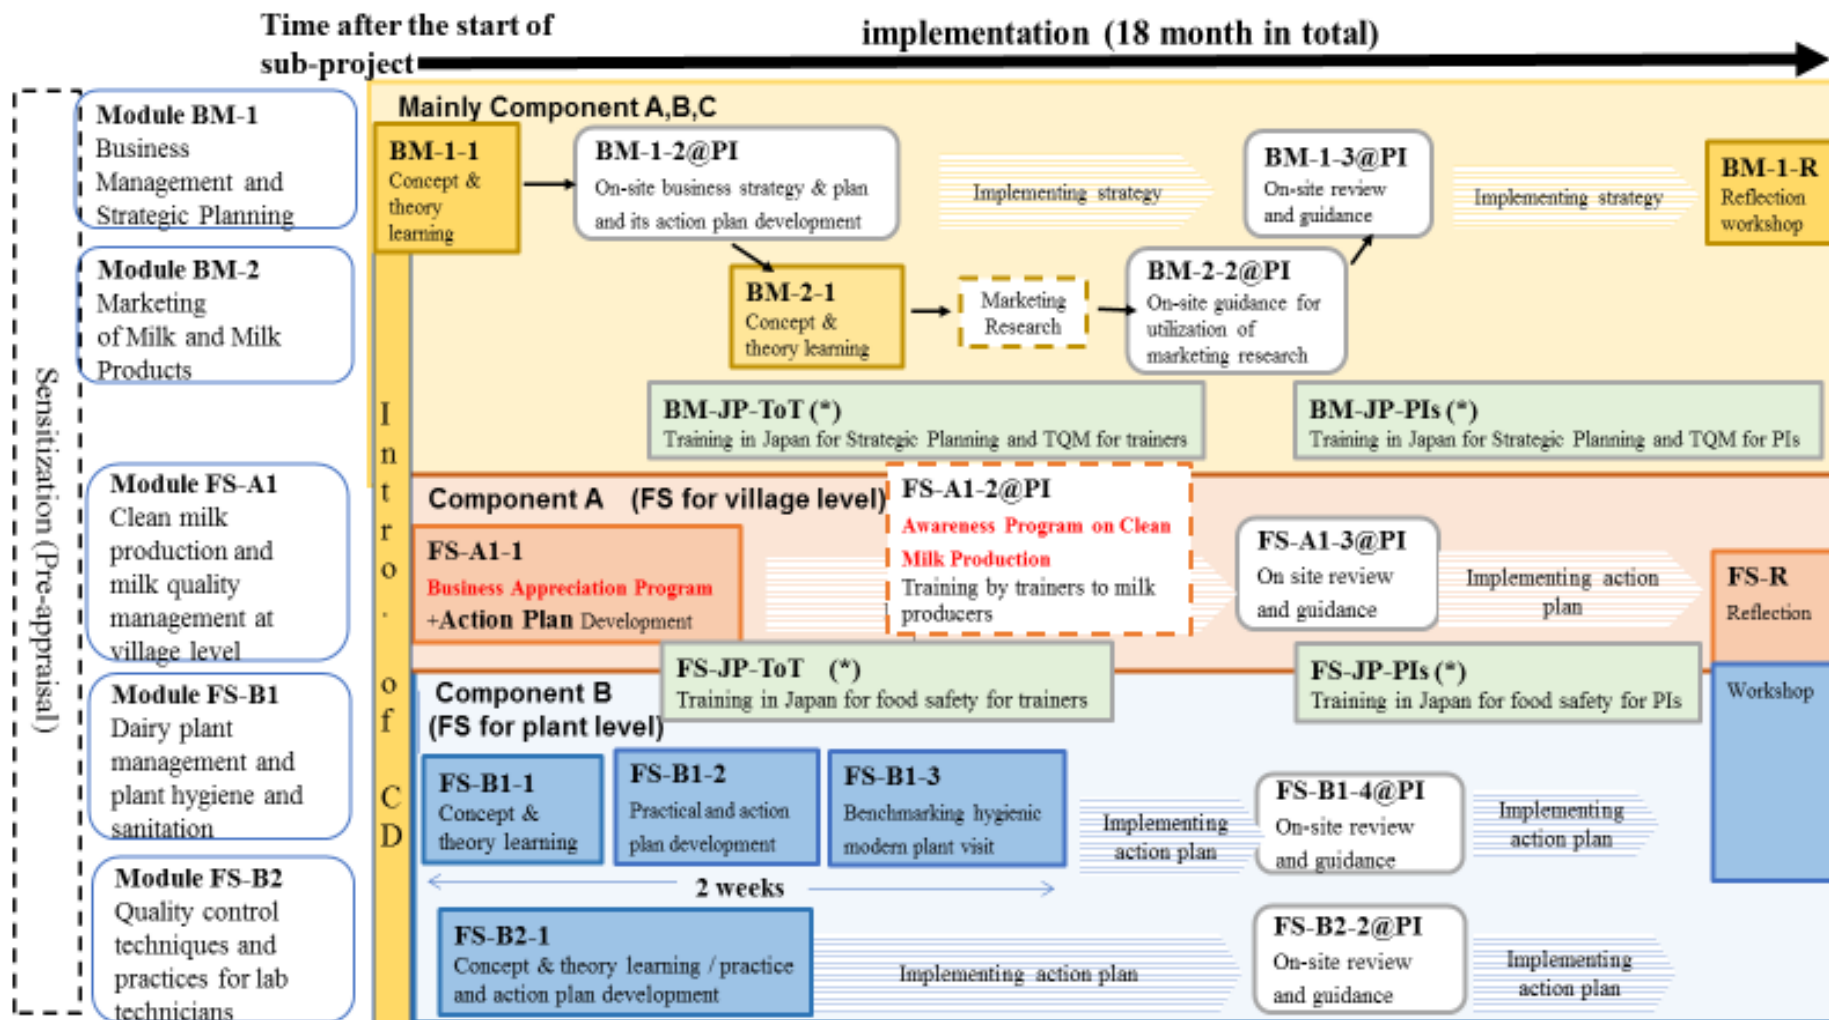 Time after the start of
sub-project
implementation (18 month in total)
Sensitization (Pre-appraisal)
Module BM-1
Business
Management and
Strategic Planning
Module BM-2
Marketing
of Milk and Milk
Products
Module FS-A1
Clean milk
production and
milk quality
management at
village level
Module FS-B1
Dairy plant
management and
plant hygiene and
sanitation
Module FS-B2
Quality control
techniques and
practices for lab
technicians
Intro. of CD
Mainly Component A,B,C
BM-1-1
Concept &
theory
learning
BM-1-2@PI
On-site business strategy & plan
and its action plan development
Implementing strategy
BM-1-3@PI
On-site review
and guidance
Implementing strategy
BM-1-R
Reflection
workshop
BM-2-1
Concept &
theory learning
Marketing
Research
BM-2-2@PI
On-site guidance for
utilization of
marketing research
BM-JP-ToT (*)
Training in Japan for Strategic Planning and TQM for trainers
BM-JP-PIs (*)
Training in Japan for Strategic Planning and TQM for PIs
Component A (FS for village level)
FS-A1-1
Business Appreciation Program
+Action Plan Development
FS-A1-2@PI
Awareness Program on Clean
Milk Production
Training by trainers to milk
producers
FS-A1-3@PI
On site review
and guidance
Implementing action
plan
FS-R
Reflection
Workshop
FS-JP-ToT (*)
Training in Japan for food safety for trainers
FS-JP-PIs (*)
Training in Japan for food safety for PIs
Component B
(FS for plant level)
FS-B1-1
Concept &
theory learning
FS-B1-2
Practical and action
plan development
FS-B1-3
Benchmarking hygienic
modern plant visit
Implementing
action plan
FS-B1-4@PI
On-site review
and guidance
Implementing
action plan
2 weeks
FS-B2-1
Concept & theory learning / practice
and action plan development
Implementing action plan
FS-B2-2@PI
On-site review
and guidance
Implementing
action plan